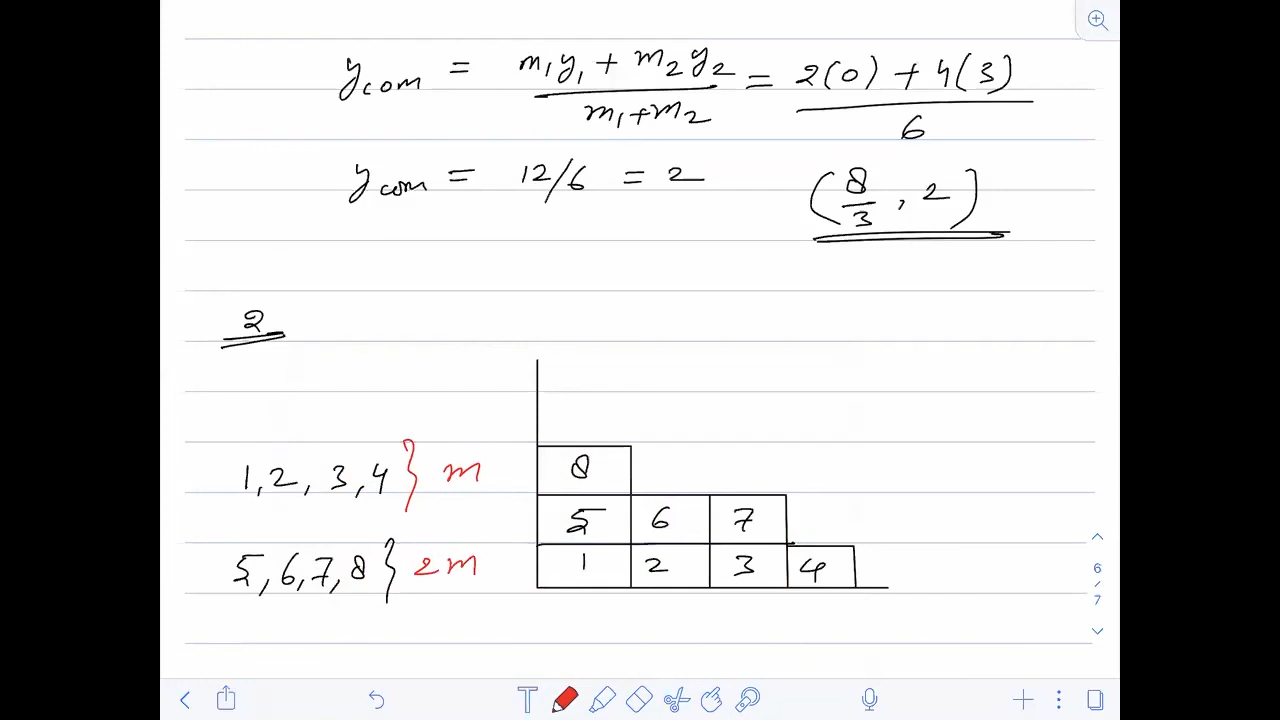 y_com = (m₁y₁ + m₂y₂)/(m₁+m₂) = (2(0) + 4(3))/6
y_com = 12/6 = 2 (8/3, 2)
2
8
1,2, 3,4 } m
5 6 7
5,6,7,8 } 2m
1 2 3 4
6
/
7
T